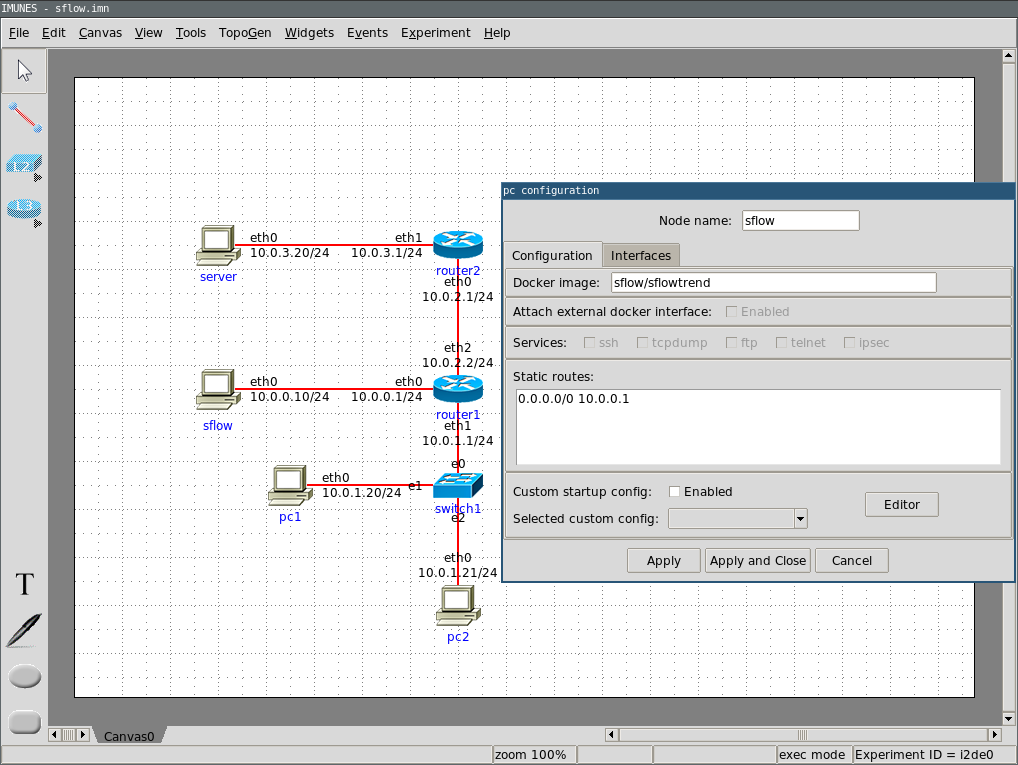 IMUNES - sflow.imn
File Edit Canvas View Tools TopoGen Widgets Events Experiment Help
L2
L3
T
eth0
10.0.3.20/24
server
eth1
10.0.3.1/24
router2
eth0
10.0.2.1/24
eth2
10.0.2.2/24
eth0
10.0.0.10/24
sflow
eth0
10.0.0.1/24
router1
eth1
10.0.1.1/24
e0
eth0
10.0.1.20/24
pc1
e1
switch1
e2
eth0
10.0.1.21/24
pc2
pc configuration
Node name: sflow
Configuration Interfaces
Docker image: sflow/sflowtrend
Attach external docker interface: Enabled
Services: ssh tcpdump ftp telnet ipsec
Static routes:
0.0.0.0/0 10.0.0.1
Custom startup config: Enabled
Editor
Selected custom config:
Apply Apply and Close Cancel
Canvas0
zoom 100% exec mode Experiment ID = i2de0